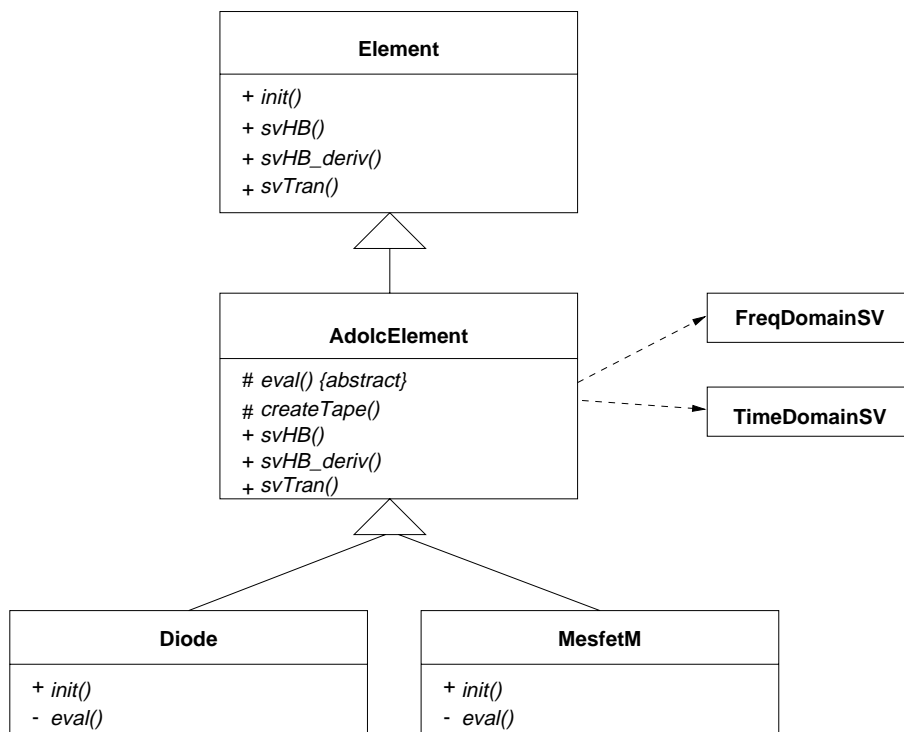 Element
+ init()
+ svHB()
+ svHB_deriv()
+ svTran()
AdolcElement
# eval() {abstract}
# createTape()
+ svHB()
+ svHB_deriv()
+ svTran()
FreqDomainSV
TimeDomainSV
Diode
+ init()
- eval()
MesfetM
+ init()
- eval()